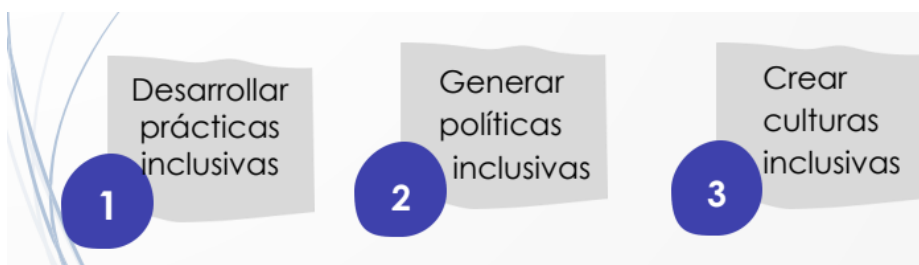 Desarrollar
prácticas
inclusivas
1
Generar
políticas
inclusivas
2
Crear
culturas
inclusivas
3